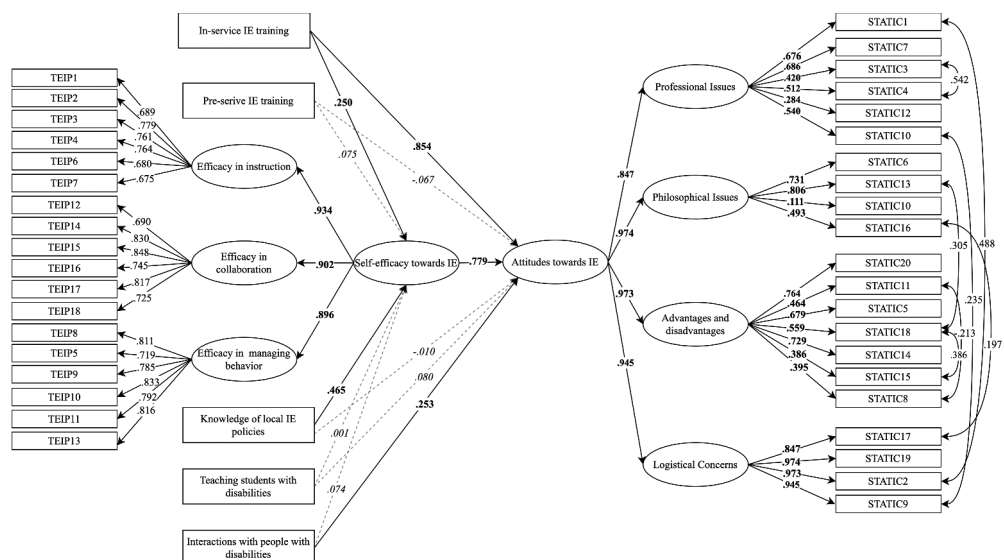 In-service IE training
Pre-serive IE training
TEIP1
TEIP2
TEIP3
TEIP4
TEIP6
TEIP7
.689
.779
.761
.764
.680
.675
Efficacy in instruction
TEIP12
TEIP14
TEIP15
TEIP16
TEIP17
TEIP18
.690
.830
.848
.745
.817
.725
Efficacy in
collaboration
TEIP8
TEIP5
TEIP9
TEIP10
TEIP11
TEIP13
.811
.719
.785
.833
.792
.816
Efficacy in managing
behavior
.934
.902
.896
.250
.075
.854
-.067
Self-efficacy towards IE
.779
Attitudes towards IE
.465
-.010
.080
.001
.253
.074
Knowledge of local IE
policies
Teaching students with
disabilities
Interactions with people with
disabilities
.847
.974
.973
.945
Professional Issues
.676
.686
.420
.512
.284
.540
STATIC1
STATIC7
STATIC3
STATIC4
STATIC12
STATIC10
.542
Philosophical Issues
.731
.806
.111
.493
STATIC6
STATIC13
STATIC10
STATIC16
Advantages and
disadvantages
.764
.464
.679
.559
.729
.386
.395
STATIC20
STATIC11
STATIC5
STATIC18
STATIC14
STATIC15
STATIC8
.305
.488
.235
-.213
.197
.386
Logistical Concerns
.847
.974
.973
.945
STATIC17
STATIC19
STATIC2
STATIC9